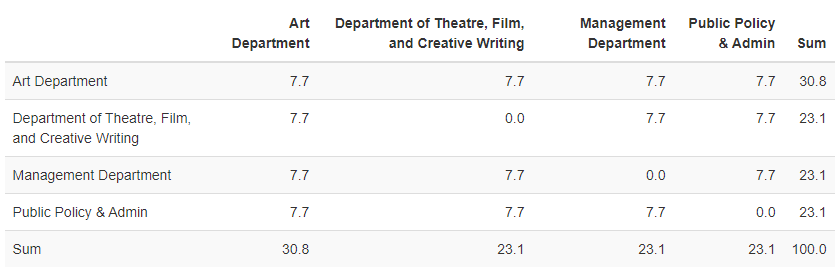 Art Department Department of Theatre, Film, and Creative Writing Management Department Public Policy & Admin Sum
Art Department 7.7 7.7 7.7 7.7 30.8
Department of Theatre, Film, and Creative Writing 7.7 0.0 7.7 7.7 23.1
Management Department 7.7 7.7 0.0 7.7 23.1
Public Policy & Admin 7.7 7.7 7.7 0.0 23.1
Sum 30.8 23.1 23.1 23.1 100.0